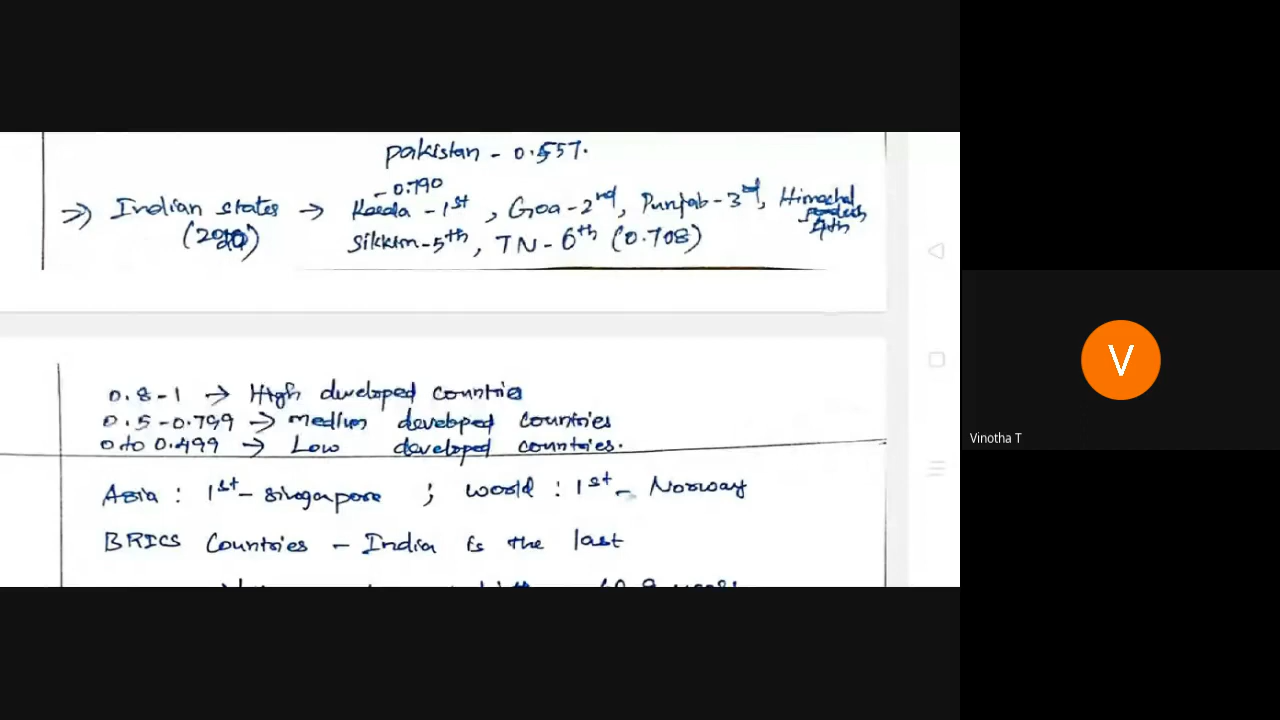 Pakistan - 0.557.
- 0.790
⇒ Indian states → Kerala - 1st, Goa - 2nd, Punjab - 3rd, Himachal
Pradesh
(2020) Sikkim - 5th, TN - 6th (0.708) 4th
0.8 - 1 → High developed countries
0.5 - 0.799 → medium developed countries
0 to 0.499 → Low developed countries.
Asia : 1st - singapore ; world : 1st - Norway
BRICS Countries - India is the last
V
Vinotha T